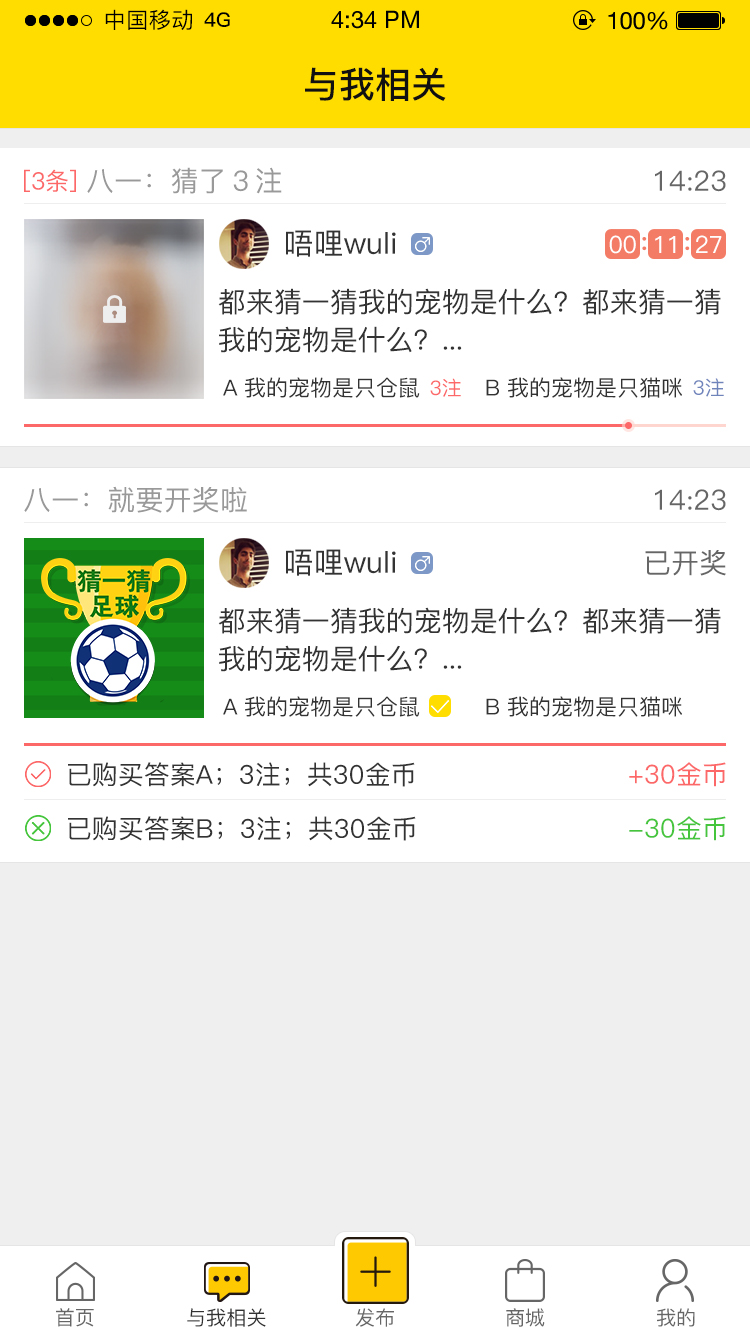 中国移动 4G 4:34 PM 100%
与我相关
[3条] 八一：猜了 3 注 14:23
唔哩wuli 00:11:27
都来猜一猜我的宠物是什么？都来猜一猜
我的宠物是什么？...
A 我的宠物是只仓鼠 3注 B 我的宠物是只猫咪 3注
八一：就要开奖啦 14:23
猜一猜
足球
唔哩wuli 已开奖
都来猜一猜我的宠物是什么？都来猜一猜
我的宠物是什么？...
A 我的宠物是只仓鼠 B 我的宠物是只猫咪
已购买答案A；3注；共30金币 +30金币
已购买答案B；3注；共30金币 -30金币
首页 与我相关 发布 商城 我的